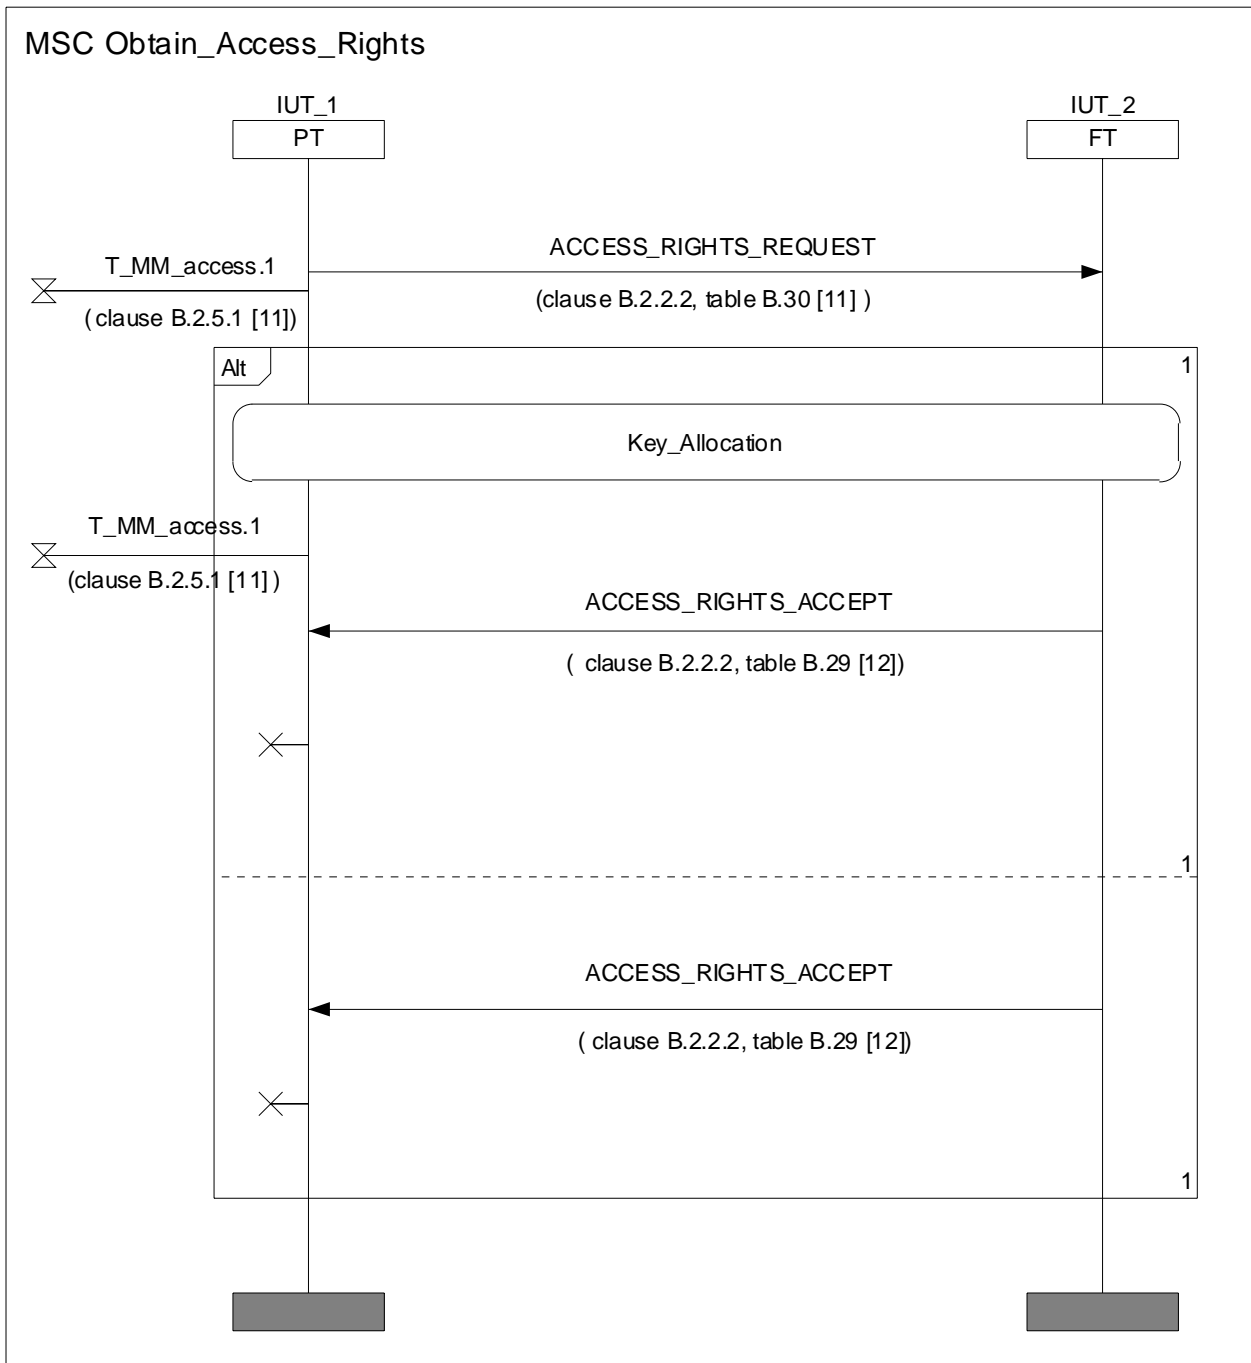 MSC Obtain_Access_Rights
IUT_1
IUT_2
PT
FT
ACCESS_RIGHTS_REQUEST
T_MM_access.1
(clause B.2.2.2, table B.30 [11] )
( clause B.2.5.1 [11])
Alt
1
Key_Allocation
T_MM_access.1
(clause B.2.5.1 [11] )
ACCESS_RIGHTS_ACCEPT
( clause B.2.2.2, table B.29 [12])
1
ACCESS_RIGHTS_ACCEPT
( clause B.2.2.2, table B.29 [12])
1